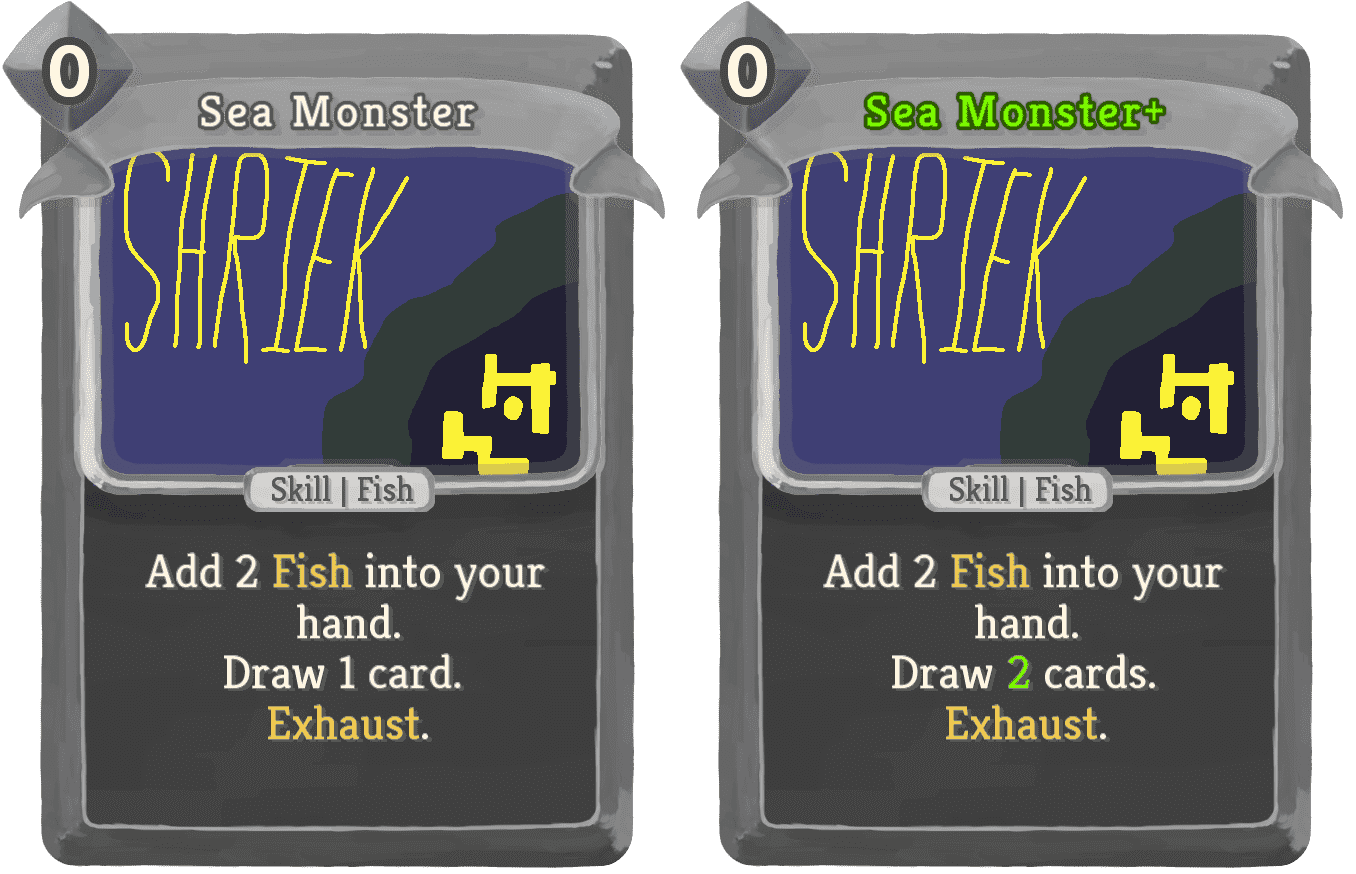 0
Sea Monster
SHRIEK
Skill | Fish
Add 2 Fish into your
hand.
Draw 1 card.
Exhaust.
0
Sea Monster+
SHRIEK
Skill | Fish
Add 2 Fish into your
hand.
Draw 2 cards.
Exhaust.